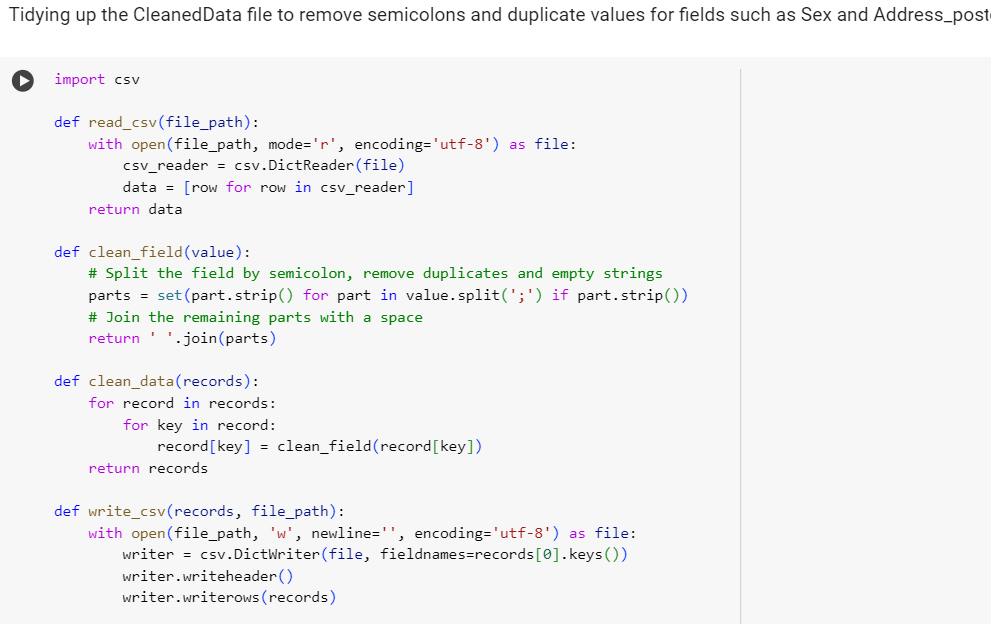 Tidying up the CleanedData file to remove semicolons and duplicate values for fields such as Sex and
import csv
def read_csv(file_path):
    with open(file_path, mode='r', encoding='utf-8') as file:
        csv_reader = csv.DictReader(file)
        data = [row for row in csv_reader]
    return data
def clean_field(value):
    # Split the field by semicolon, remove duplicates and empty strings
    parts = set(part.strip() for part in value.split(';') if part.strip())
    # Join the remaining parts with a space
    return ' '.join(parts)
def clean_data(records):
    for record in records:
        for key in record:
            record[key] = clean_field(record[key])
    return records
def write_csv(records, file_path):
    with open(file_path, 'w', newline='', encoding='utf-8') as file:
        writer = csv.DictWriter(file, fieldnames=records[0].keys())
        writer.writeheader()
        writer.writerows(records)